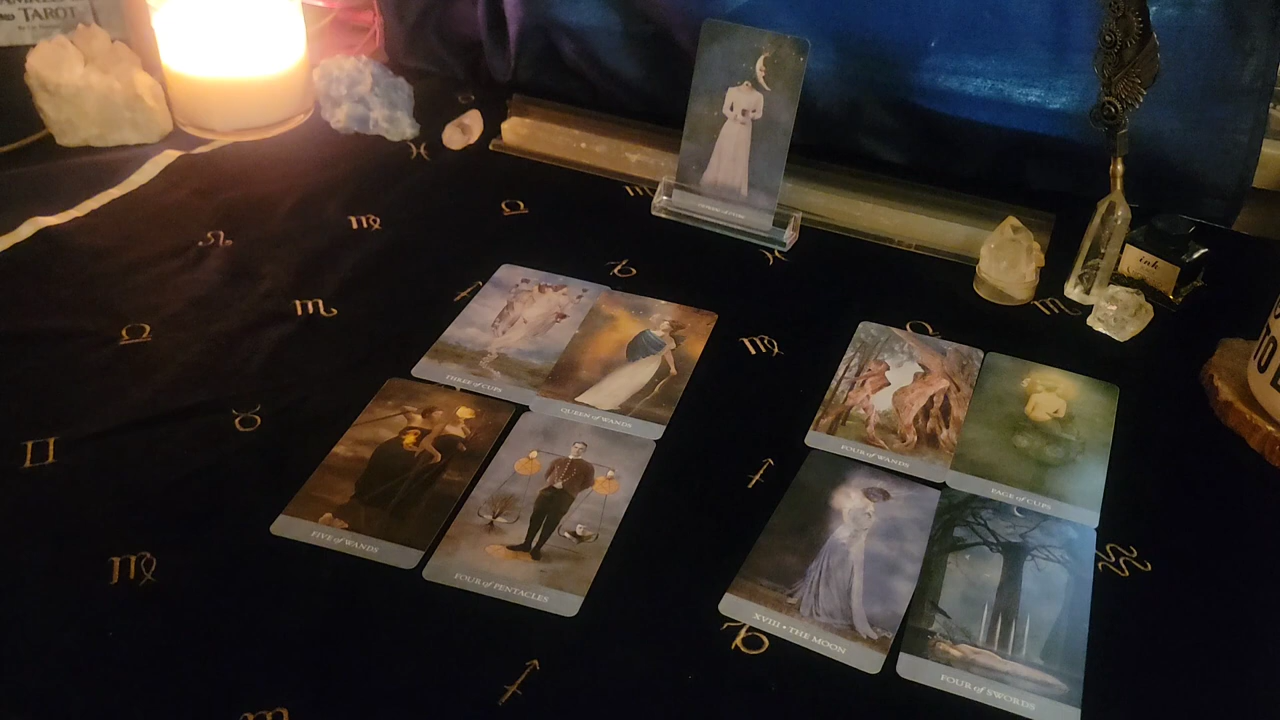 TAROT
ink
THREE of CUPS
QUEEN of WANDS
FIVE of WANDS
FOUR of PENTACLES
FOUR of WANDS
PAGE of CUPS
XVIII • THE MOON
FOUR of SWORDS